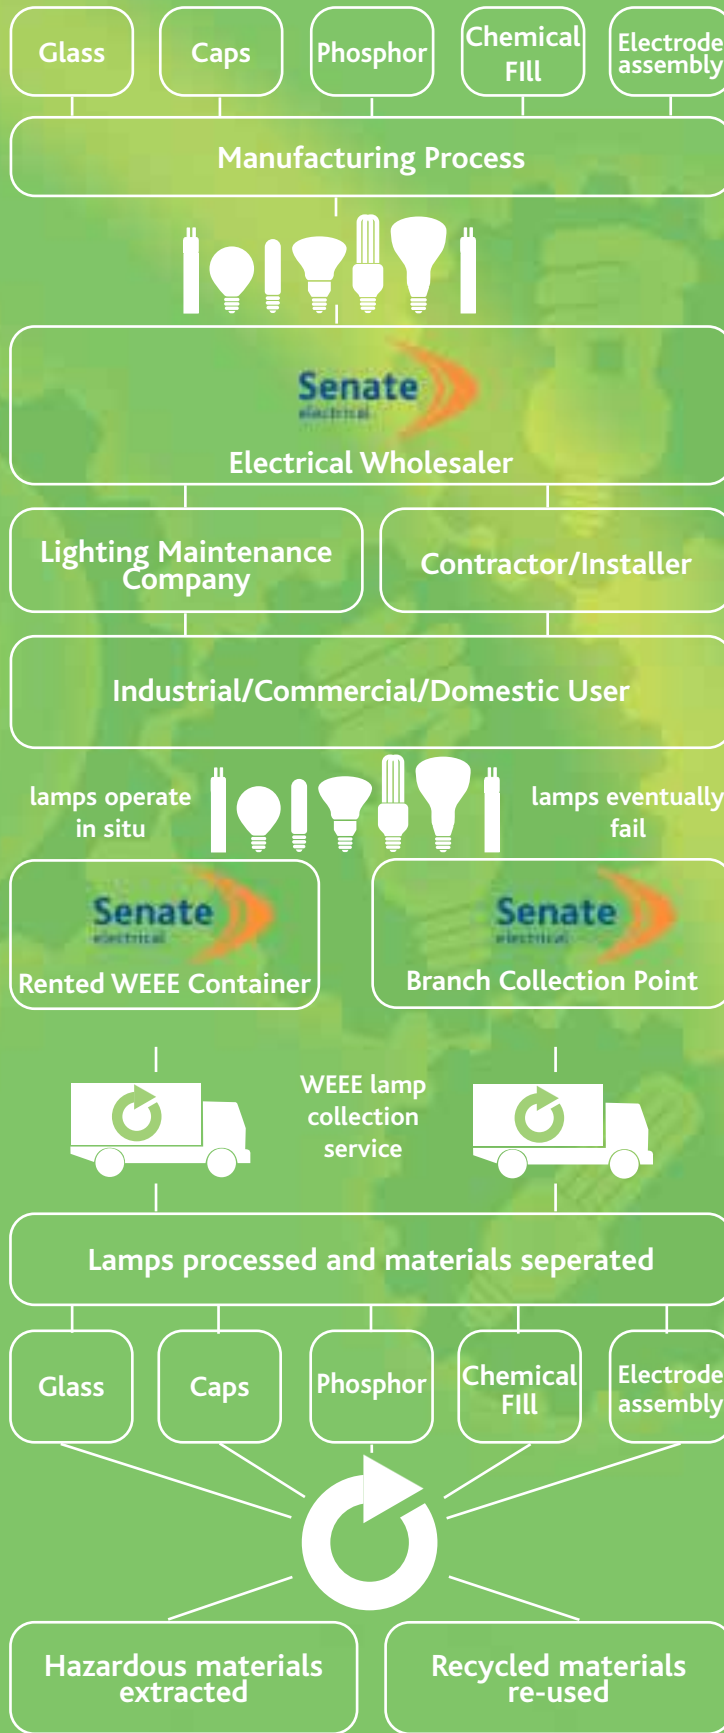 Glass
Caps
Phosphor
Chemical
FIll
Electrode
assembly
Manufacturing Process
Senate
electrical
Electrical Wholesaler
Lighting Maintenance
Company
Contractor/Installer
Industrial/Commercial/Domestic User
lamps operate
in situ
lamps eventually
fail
Senate
electrical
Rented WEEE Container
Senate
electrical
Branch Collection Point
WEEE lamp
collection
service
Lamps processed and materials seperated
Glass
Caps
Phosphor
Chemical
FIll
Electrode
assembly
Hazardous materials
extracted
Recycled materials
re-used